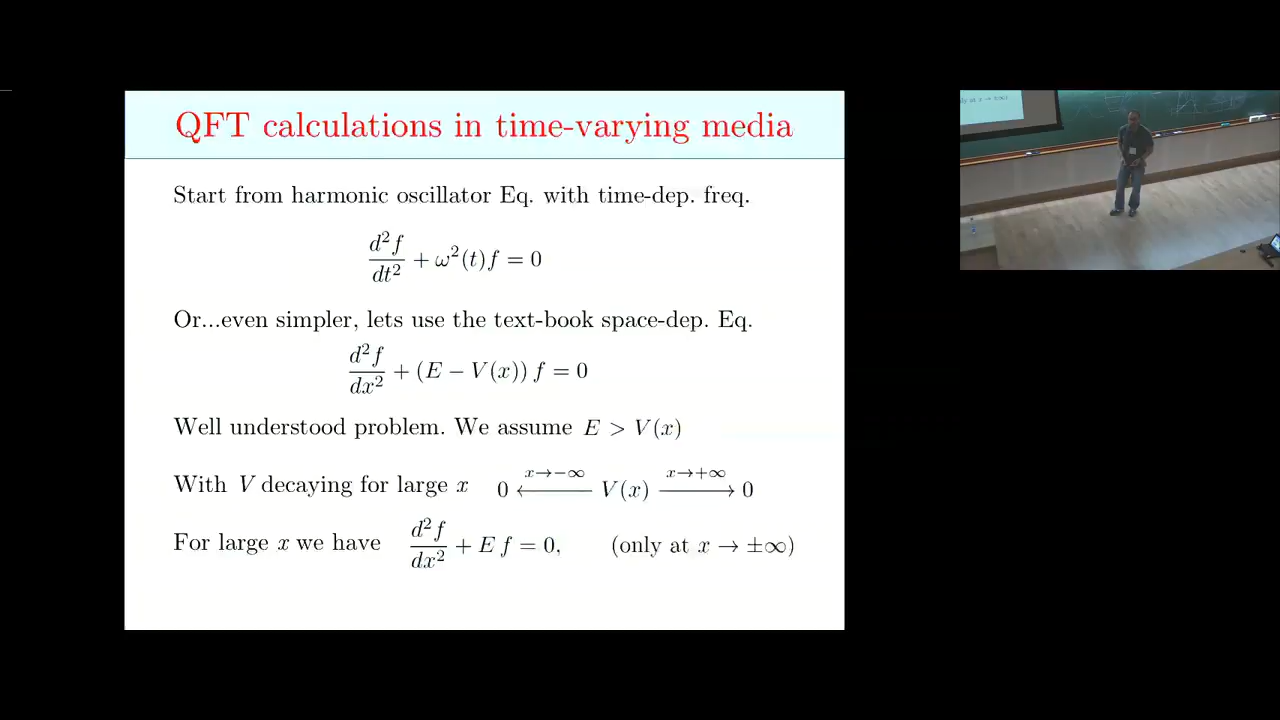 QFT calculations in time-varying media
Start from harmonic oscillator Eq. with time-dep. freq.
d²f/dt² + ω²(t)f = 0
Or...even simpler, lets use the text-book space-dep. Eq.
d²f/dx² + (E − V(x)) f = 0
Well understood problem. We assume E > V(x)
With V decaying for large x 0 ←(x→−∞) V(x) (x→+∞)→ 0
For large x we have d²f/dx² + E f = 0, (only at x → ±∞)